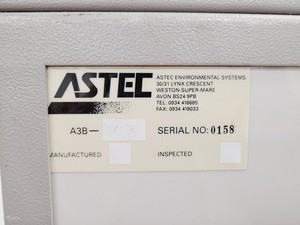 ASTEC
ASTEC ENVIRONMENTAL SYSTEMS
30/31 LYNX CRESCENT
WESTON-SUPER-MARE
AVON BS24 9PB
TEL: 0934 418685
FAX: 0934 419033
A3B— SERIAL NO: 0158
MANUFACTURED INSPECTED